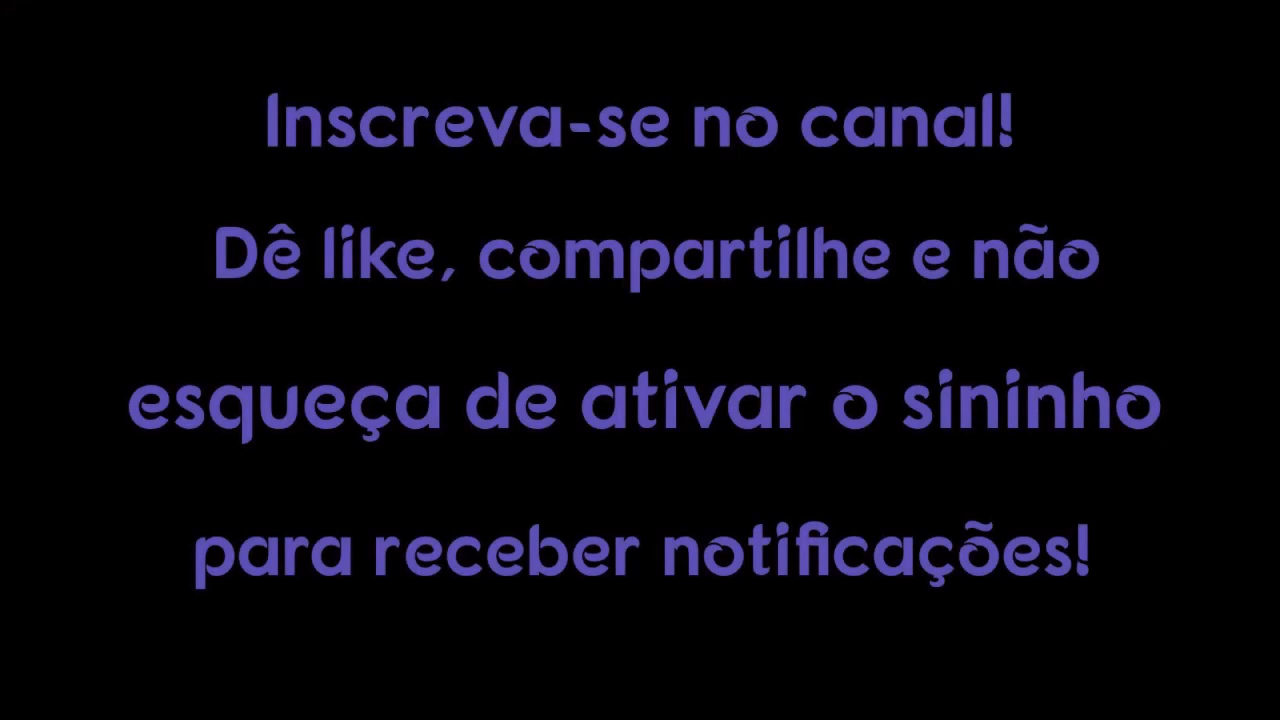 Inscreva-se no canal!
Dê like, compartilhe e não
esqueça de ativar o sininho
para receber notificações!